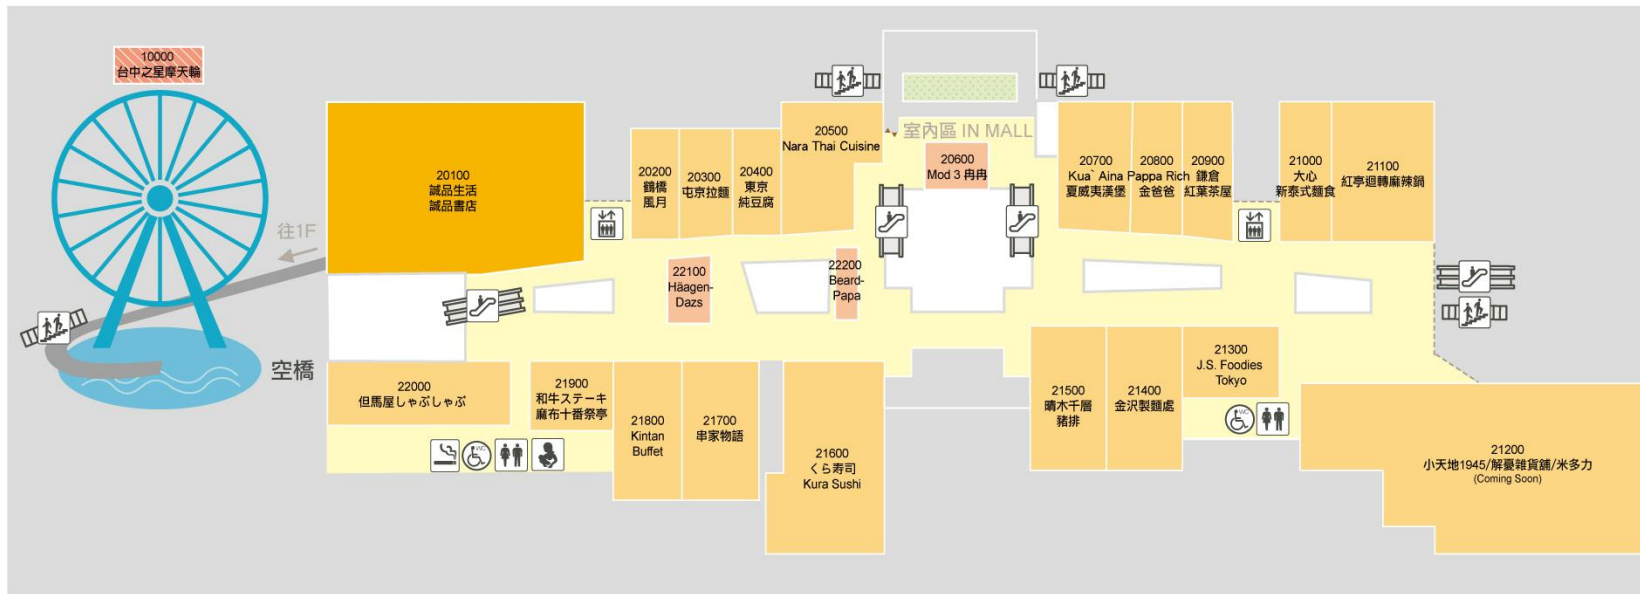 10000
台中之星摩天輪
往1F
空橋
20100
誠品生活
誠品書店
20200
鶴橋
風月
20300
屯京拉麵
20400
東京
純豆腐
20500
Nara Thai Cuisine
室內區 IN MALL
20600
Mod 3 冉冉
20700
Kua` Aina
夏威夷漢堡
20800
Pappa Rich
金爸爸
20900
鎌倉
紅葉茶屋
21000
大心
新泰式麵食
21100
紅亭迴轉麻辣鍋
22100
Häagen-
Dazs
22200
Beard-
Papa
22000
但馬屋しゃぶしゃぶ
21900
和牛ステーキ
麻布十番祭亭
21800
Kintan
Buffet
21700
串家物語
21600
くら寿司
Kura Sushi
21500
晴木千層
豬排
21400
金沢製麵處
21300
J.S. Foodies
Tokyo
21200
小天地1945/解憂雜貨舖/米多力
(Coming Soon)
WC
WC